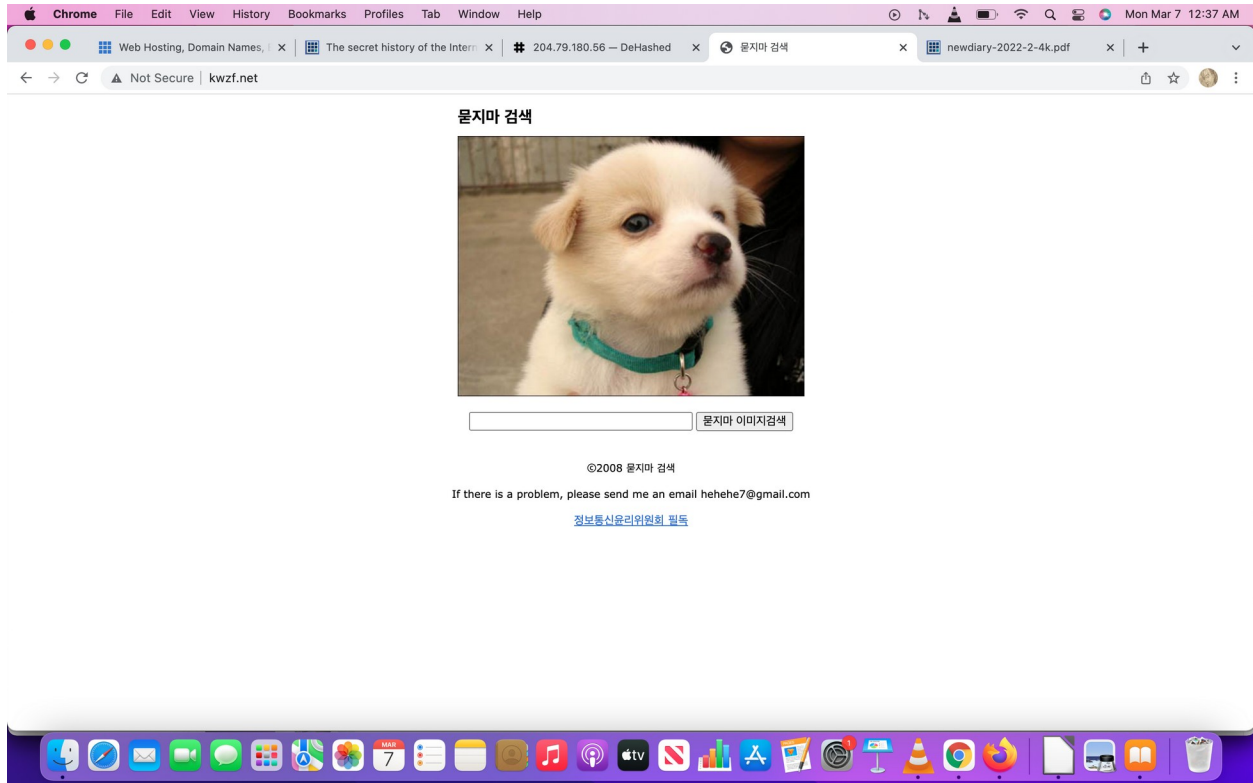 Chrome File Edit View History Bookmarks Profiles Tab Window Help Mon Mar 7 12:37 AM
Web Hosting, Domain Names, The secret history of the Intern 204.79.180.56 — DeHashed 묻지마 검색 newdiary-2022-2-4k.pdf
Not Secure kwzf.net
묻지마 검색
묻지마 이미지검색
©2008 묻지마 검색
If there is a problem, please send me an email hehehe7@gmail.com
정보통신윤리위원회 필독
MAR
7
tv
1